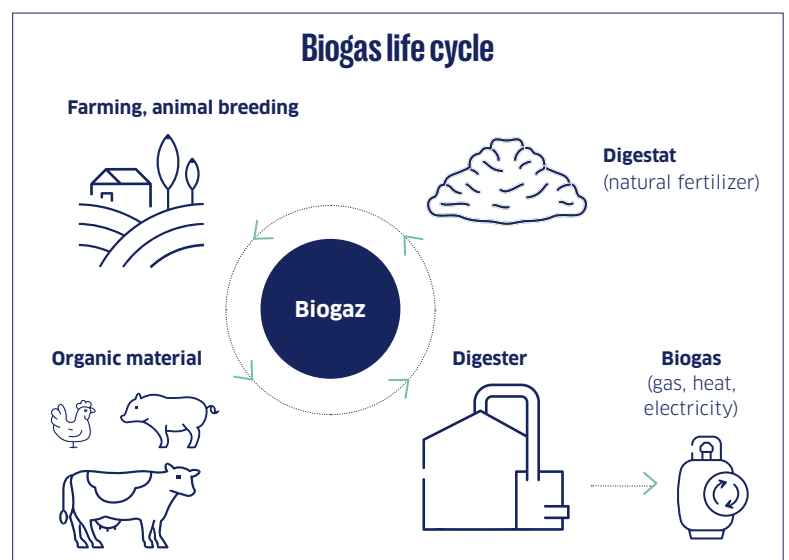 Biogas life cycle
Farming, animal breeding
Digestat
(natural fertilizer)
Biogaz
Organic material
Digester
Biogas
(gas, heat,
electricity)